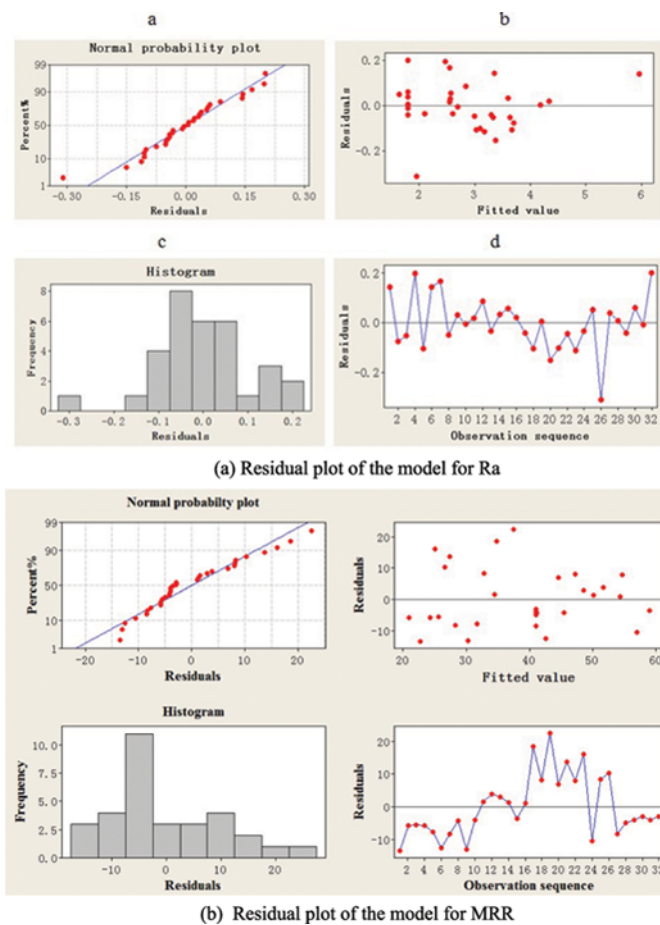 a b
Normal probability plot
99
90
50
10
1
Percent%
-0.30 -0.15 0.00 0.15 0.30
Residuals
0.2
0.0
-0.2
Residuals
2 3 4 5 6
Fitted value
c d
Histogram
8
6
4
2
0
Frequency
-0.3 -0.2 -0.1 0.0 0.1 0.2
Residuals
0.2
0.0
-0.2
Residuals
2 4 6 8 10 12 14 16 18 20 22 24 26 28 30 32
Observation sequence
(a) Residual plot of the model for Ra
Normal probabilty plot
99
90
50
10
1
Percent%
-20 -10 0 10 20
Residuals
20
10
0
-10
Residuals
20 30 40 50 60
Fitted value
Histogram
10.0
7.5
5.0
2.5
0.0
Frequency
-10 0 10 20
Residuals
20
10
0
-10
Residuals
2 4 6 8 10 12 14 16 18 20 22 24 26 28 30 32
Observation sequence
(b) Residual plot of the model for MRR